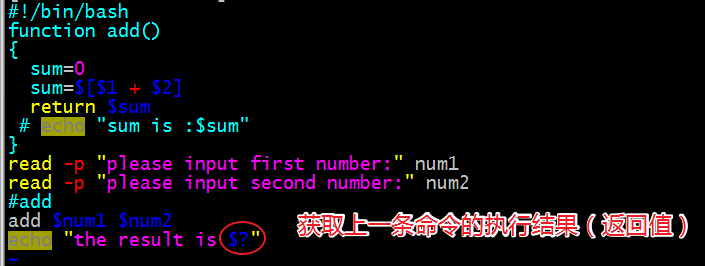 #!/bin/bash
function add()
{
sum=0
sum=$[$1 + $2]
return $sum
# echo "sum is :$sum"
}
read -p "please input first number:" num1
read -p "please input second number:" num2
#add
add $num1 $num2
echo "the result is $?"
获取上一条命令的执行结果（返回值）
~